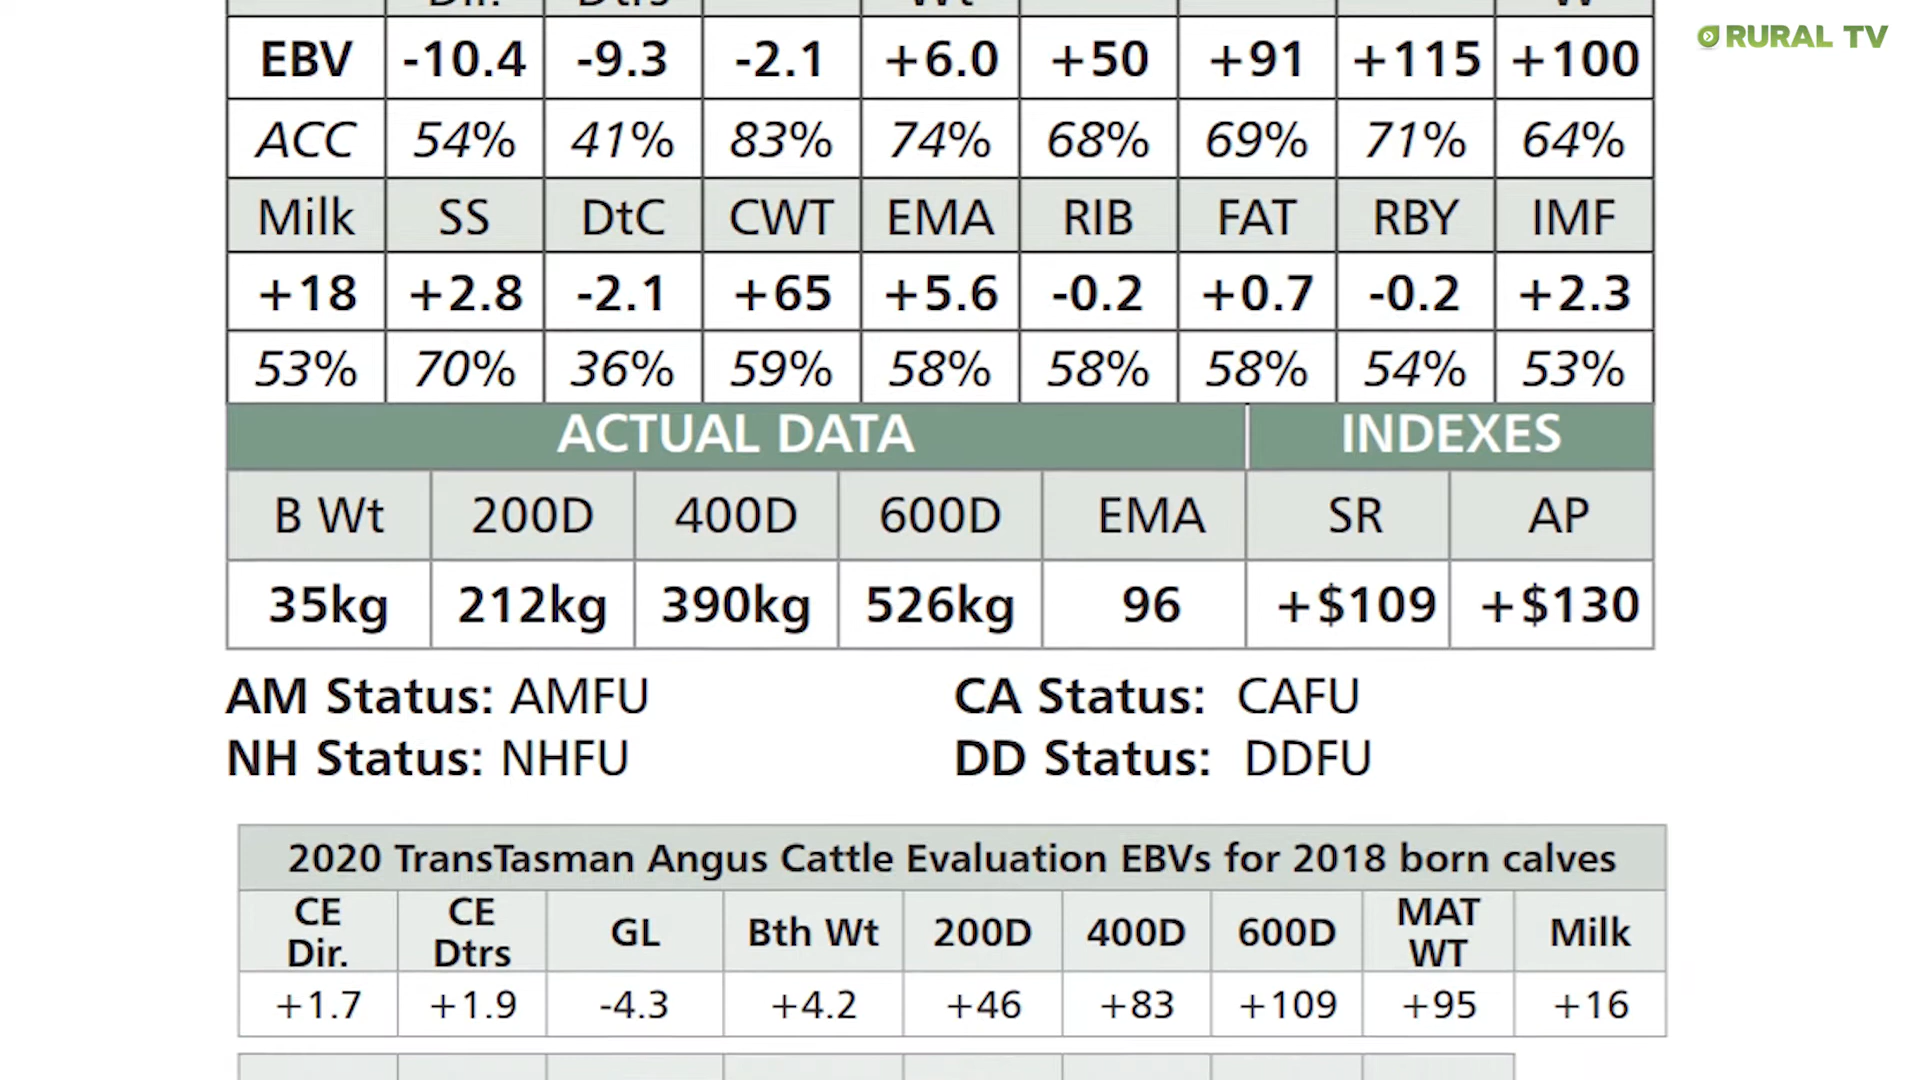 RURAL TV
Dir. Dtrs Wt W
EBV -10.4 -9.3 -2.1 +6.0 +50 +91 +115 +100
ACC 54% 41% 83% 74% 68% 69% 71% 64%
Milk SS DtC CWT EMA RIB FAT RBY IMF
+18 +2.8 -2.1 +65 +5.6 -0.2 +0.7 -0.2 +2.3
53% 70% 36% 59% 58% 58% 58% 54% 53%
ACTUAL DATA INDEXES
B Wt 200D 400D 600D EMA SR AP
35kg 212kg 390kg 526kg 96 +$109 +$130
AM Status: AMFU CA Status: CAFU
NH Status: NHFU DD Status: DDFU
2020 TransTasman Angus Cattle Evaluation EBVs for 2018 born calves
CE Dir. CE Dtrs GL Bth Wt 200D 400D 600D MAT WT Milk
+1.7 +1.9 -4.3 +4.2 +46 +83 +109 +95 +16